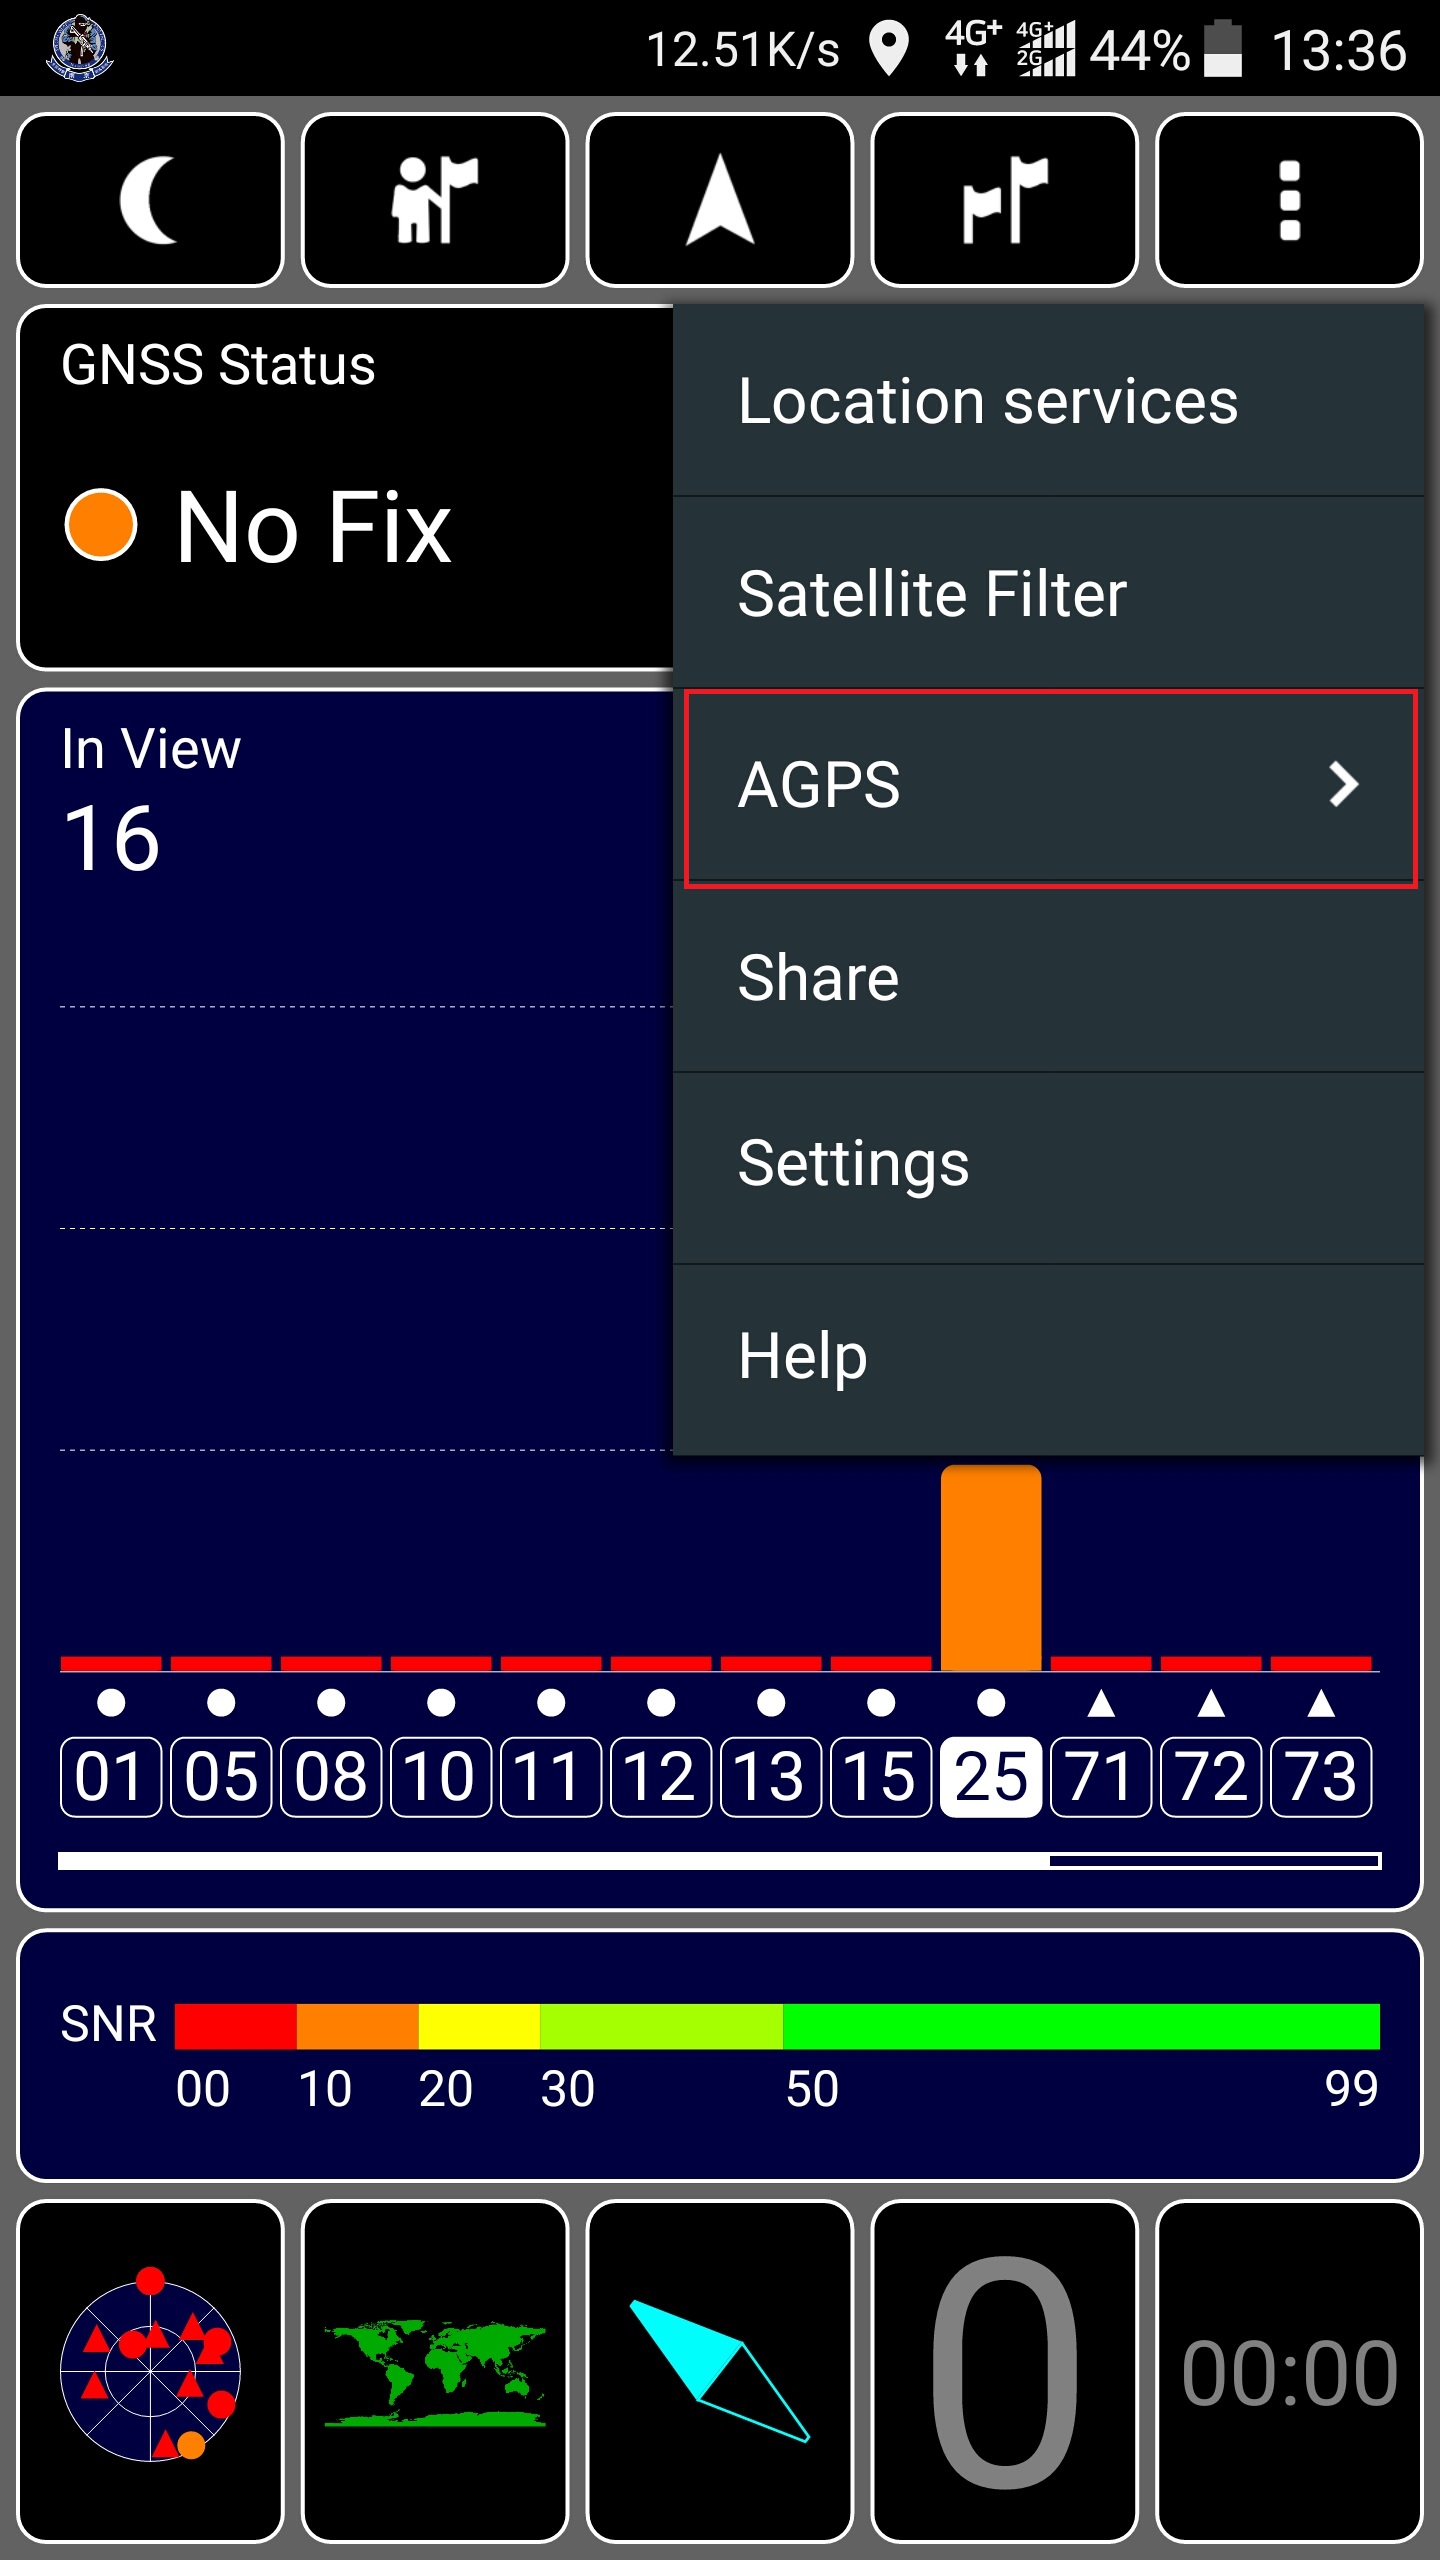 12.51K/s 4G+ 4G+ 2G 44% 13:36
GNSS Status
No Fix
Location services
Satellite Filter
AGPS
Share
Settings
Help
In View
16
01 05 08 10 11 12 13 15 25 71 72 73
SNR
00 10 20 30 50 99
0
00:00